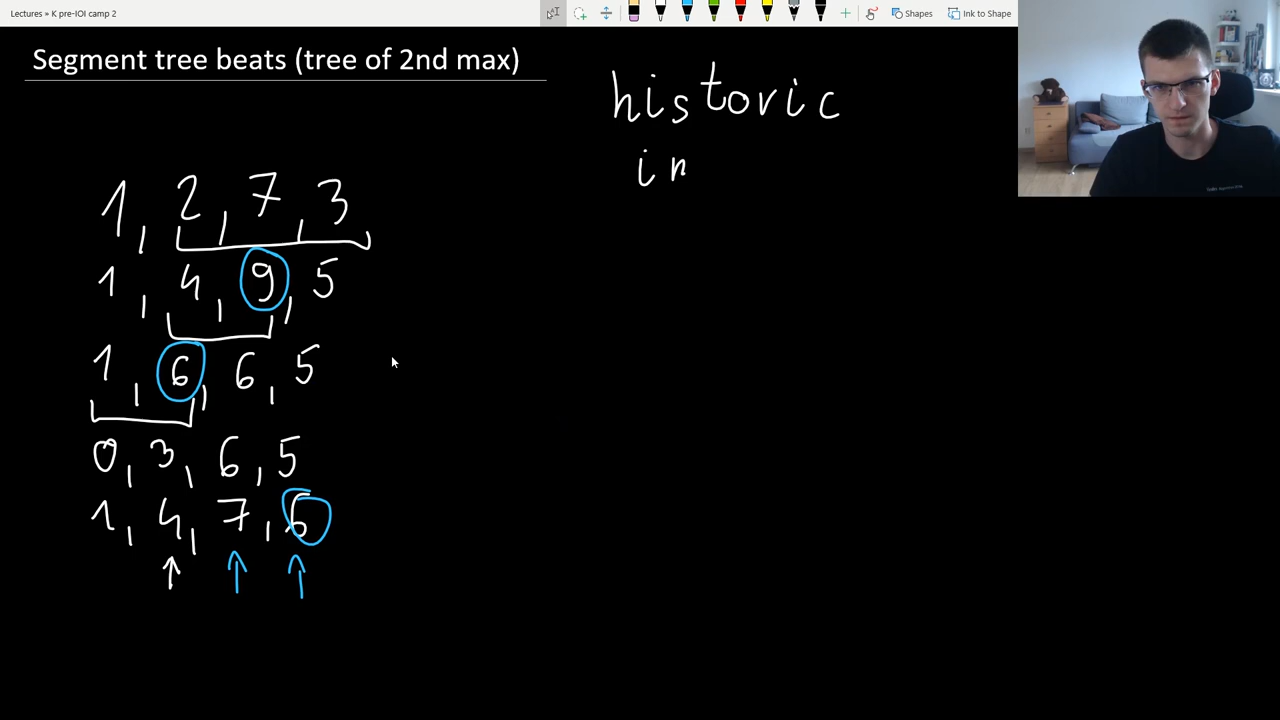 Lectures » K pre-IOI camp 2
Shapes
Ink to Shape
Segment tree beats (tree of 2nd max)
historic
in
1, 2, 7, 3
1, 4, 9, 5
1, 6, 6, 5
0, 3, 6, 5
1, 4, 7, 6